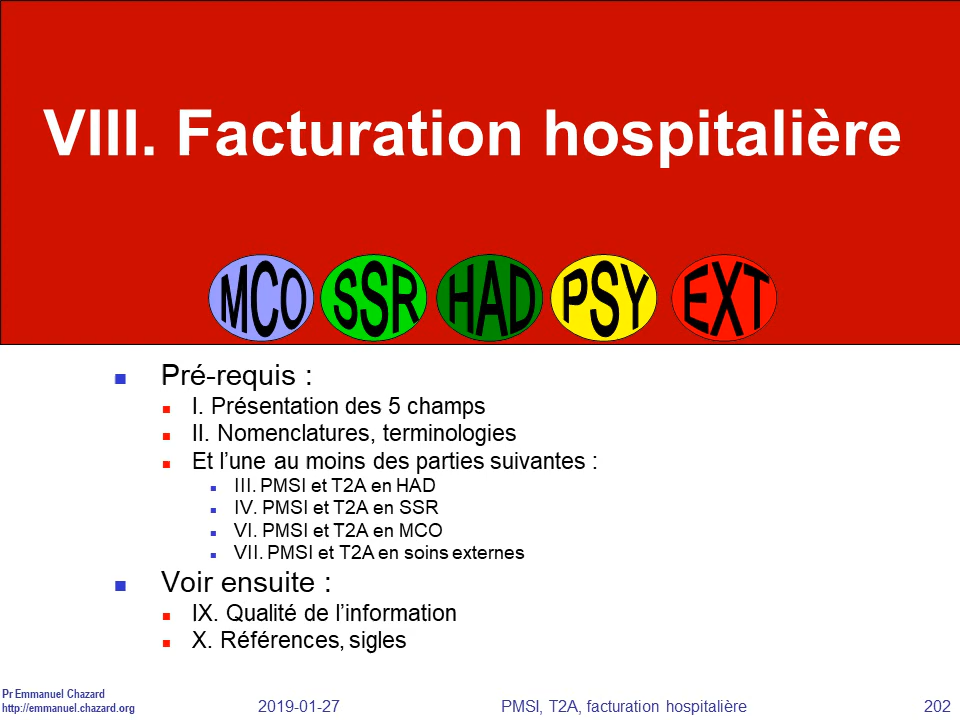 VIII. Facturation hospitalière
MCO SSR HAD PSY EXT
Pré-requis :
I. Présentation des 5 champs
II. Nomenclatures, terminologies
Et l’une au moins des parties suivantes :
III. PMSI et T2A en HAD
IV. PMSI et T2A en SSR
VI. PMSI et T2A en MCO
VII. PMSI et T2A en soins externes
Voir ensuite :
IX. Qualité de l’information
X. Références, sigles
Pr Emmanuel Chazard
http://emmanuel.chazard.org
2019-01-27 PMSI, T2A, facturation hospitalière 202